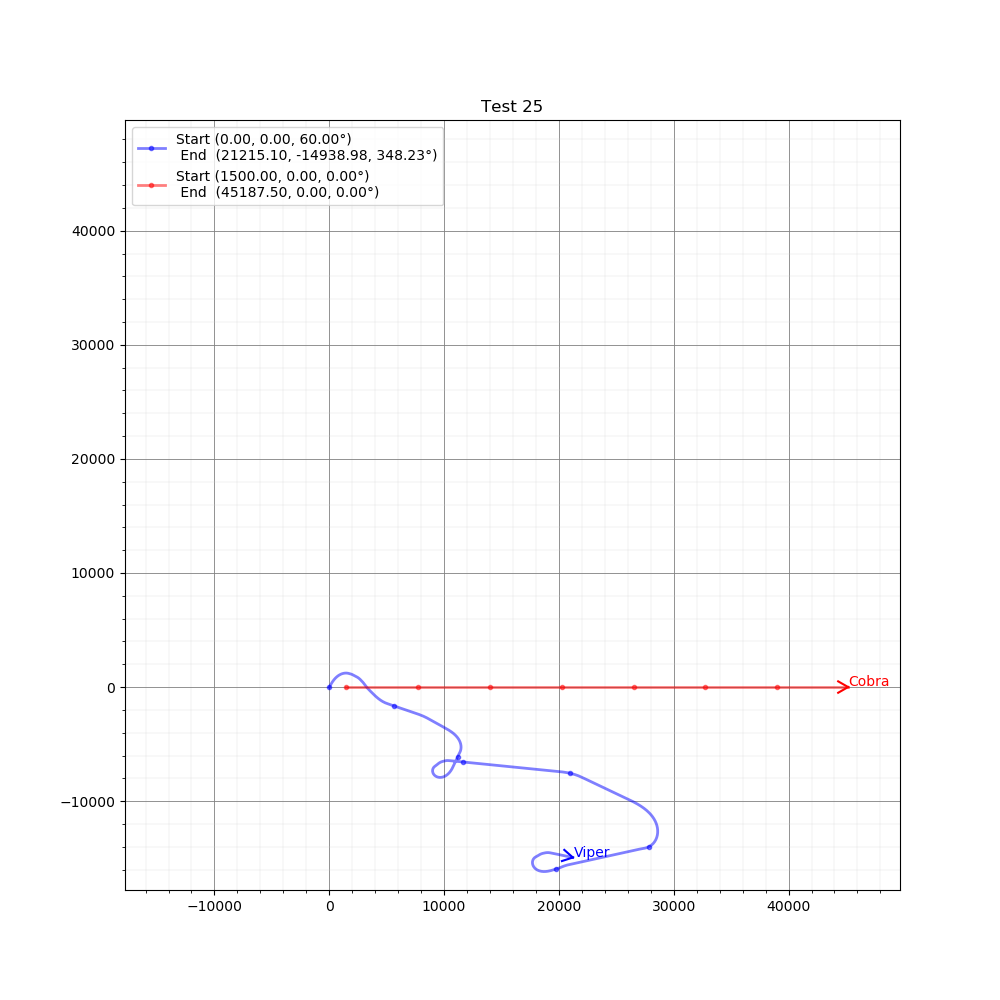 Test 25
Start (0.00, 0.00, 60.00°)
End (21215.10, -14938.98, 348.23°)
Start (1500.00, 0.00, 0.00°)
End (45187.50, 0.00, 0.00°)
40000
30000
20000
10000
0
−10000
Cobra
Viper
−10000
0
10000
20000
30000
40000